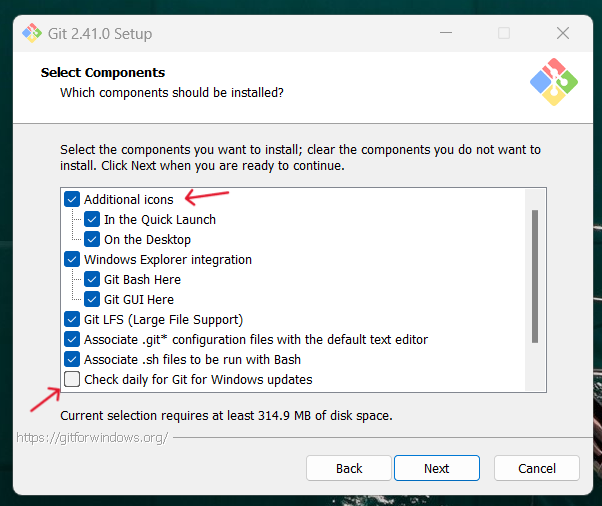 Git 2.41.0 Setup
Select Components
Which components should be installed?
Select the components you want to install; clear the components you do not want to
install. Click Next when you are ready to continue.
Additional icons
In the Quick Launch
On the Desktop
Windows Explorer integration
Git Bash Here
Git GUI Here
Git LFS (Large File Support)
Associate .git* configuration files with the default text editor
Associate .sh files to be run with Bash
Check daily for Git for Windows updates
Current selection requires at least 314.9 MB of disk space.
https://gitforwindows.org/
Back
Next
Cancel